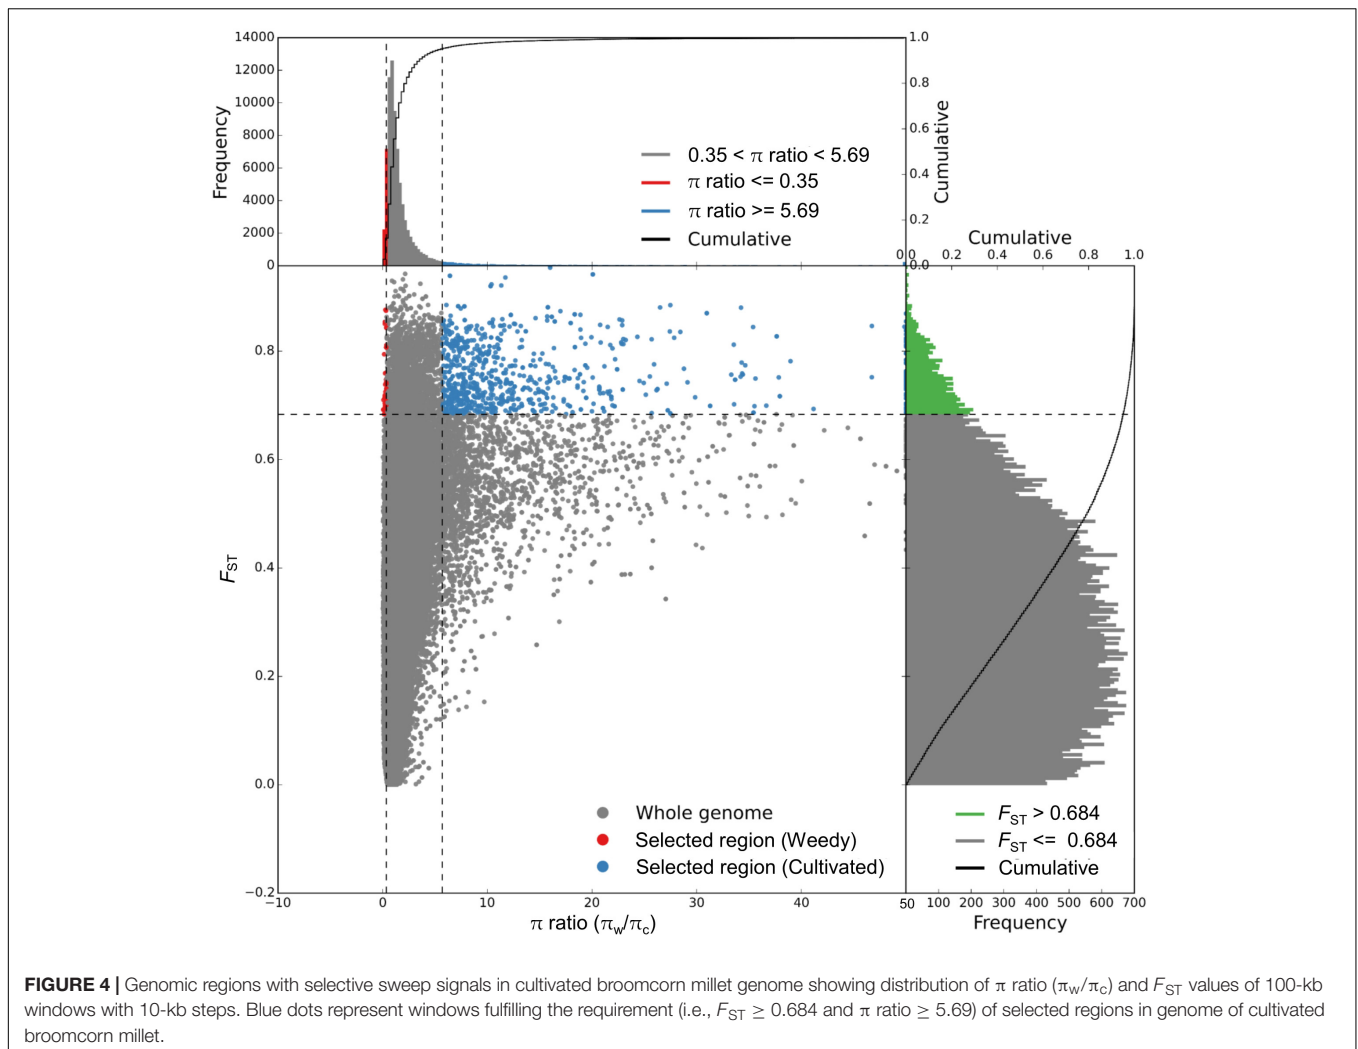 14000
12000
10000
8000
6000
4000
2000
0
Frequency
1.0
0.8
0.6
0.4
0.2
0.0
Cumulative
0.35 < π ratio < 5.69
π ratio <= 0.35
π ratio >= 5.69
Cumulative
Cumulative
0.0 0.2 0.4 0.6 0.8 1.0
0.8
0.6
0.4
0.2
0.0
−0.2
FST
Whole genome
Selected region (Weedy)
Selected region (Cultivated)
FST > 0.684
FST <= 0.684
Cumulative
−10 0 10 20 30 40 50 100 200 300 400 500 600 700
π ratio (πw/πc)
Frequency
FIGURE 4 | Genomic regions with selective sweep signals in cultivated broomcorn millet genome showing distribution of π ratio (πw/πc) and FST values of 100-kb
windows with 10-kb steps. Blue dots represent windows fulfilling the requirement (i.e., FST ≥ 0.684 and π ratio ≥ 5.69) of selected regions in genome of cultivated
broomcorn millet.